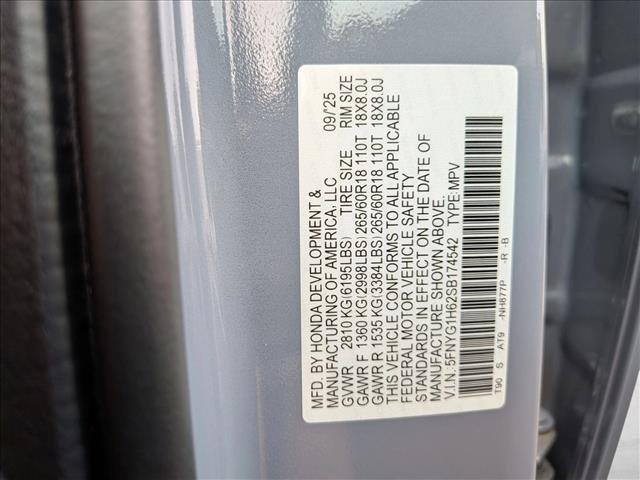 MFD. BY HONDA DEVELOPMENT &
MANUFACTURING OF AMERICA, LLC 09/'25
GVWR 2810 KG(6195LBS) TIRE SIZE RIM SIZE
GAWR F 1360 KG(2998LBS)265/60R18 110T 18X8.0J
GAWR R 1535 KG(3384LBS)265/60R18 110T 18X8.0J
THIS VEHICLE CONFORMS TO ALL APPLICABLE
FEDERAL MOTOR VEHICLE SAFETY
STANDARDS IN EFFECT ON THE DATE OF
MANUFACTURE SHOWN ABOVE.
V.I.N.:5FNYG1H62SB174542 TYPE:MPV
T90 S AT9 -NH877P -R -B